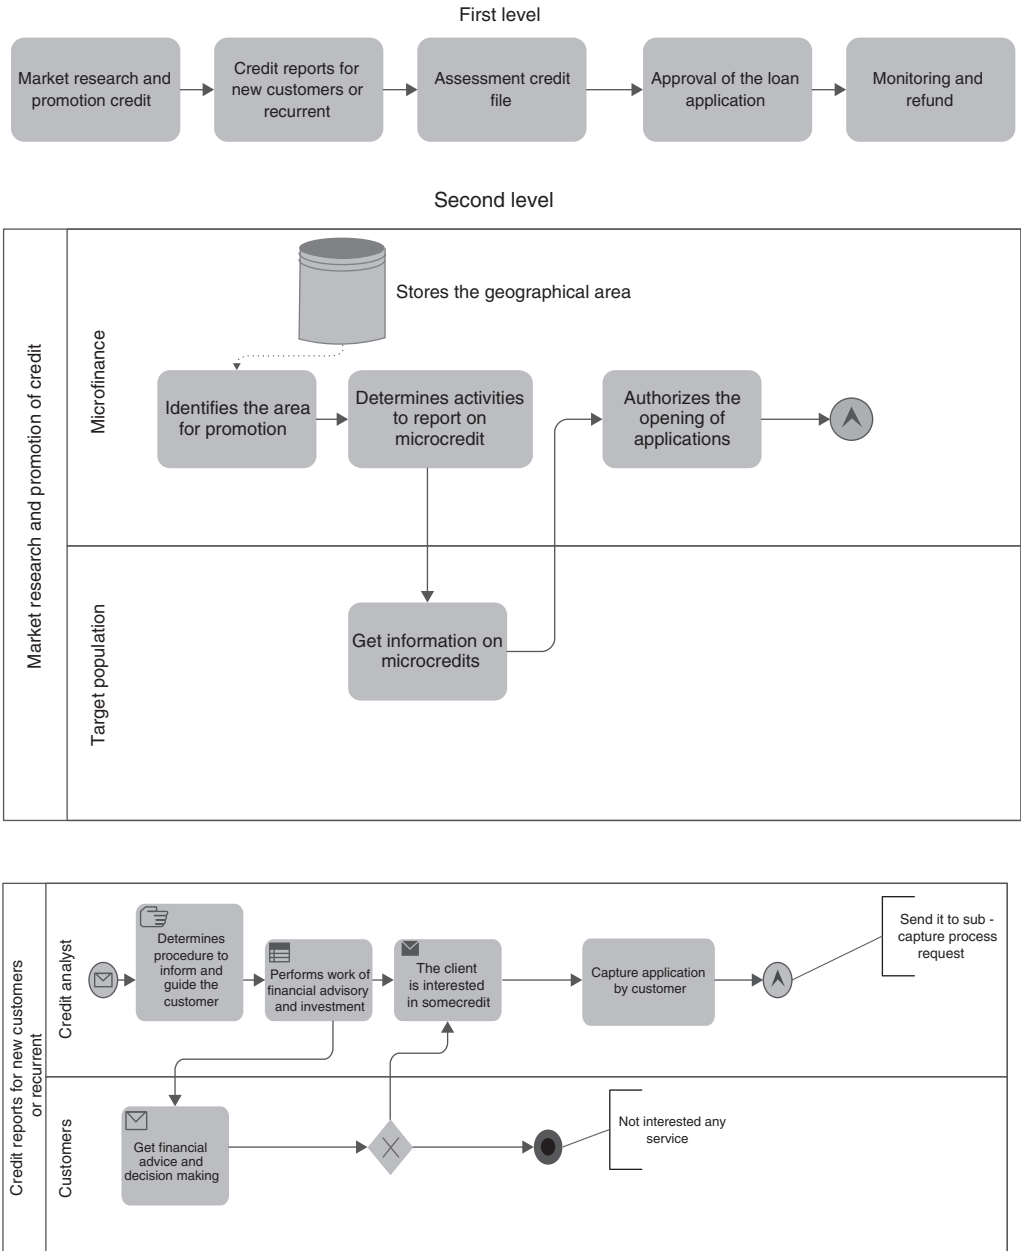 First level
Market research and
promotion credit
Credit reports for
new customers or
recurrent
Assessment credit
file
Approval of the loan
application
Monitoring and
refund
Second level
Market research and promotion of credit
Microfinance
Stores the geographical area
Identifies the area
for promotion
Determines activities
to report on
microcredit
Authorizes the
opening of
applications
Target population
Get information on
microcredits
Credit reports for new customers
or recurrent
Credit analyst
Determines
procedure to
inform and
guide the
customer
Performs work of
financial advisory
and investment
The client
is interested
in somecredit
Capture application
by customer
Send it to sub -
capture process
request
Customers
Get financial
advice and
decision making
Not interested any
service